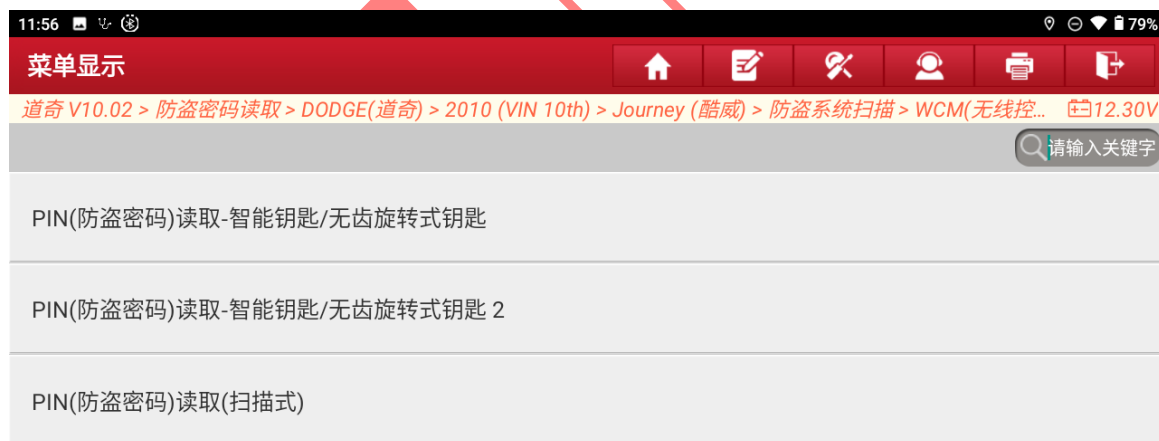 11:56 79%
菜单显示
道奇 V10.02 > 防盗密码读取 > DODGE(道奇) > 2010 (VIN 10th) > Journey (酷威) > 防盗系统扫描 > WCM(无线控... 12.30V
请输入关键字
PIN(防盗密码)读取-智能钥匙/无齿旋转式钥匙
PIN(防盗密码)读取-智能钥匙/无齿旋转式钥匙 2
PIN(防盗密码)读取(扫描式)